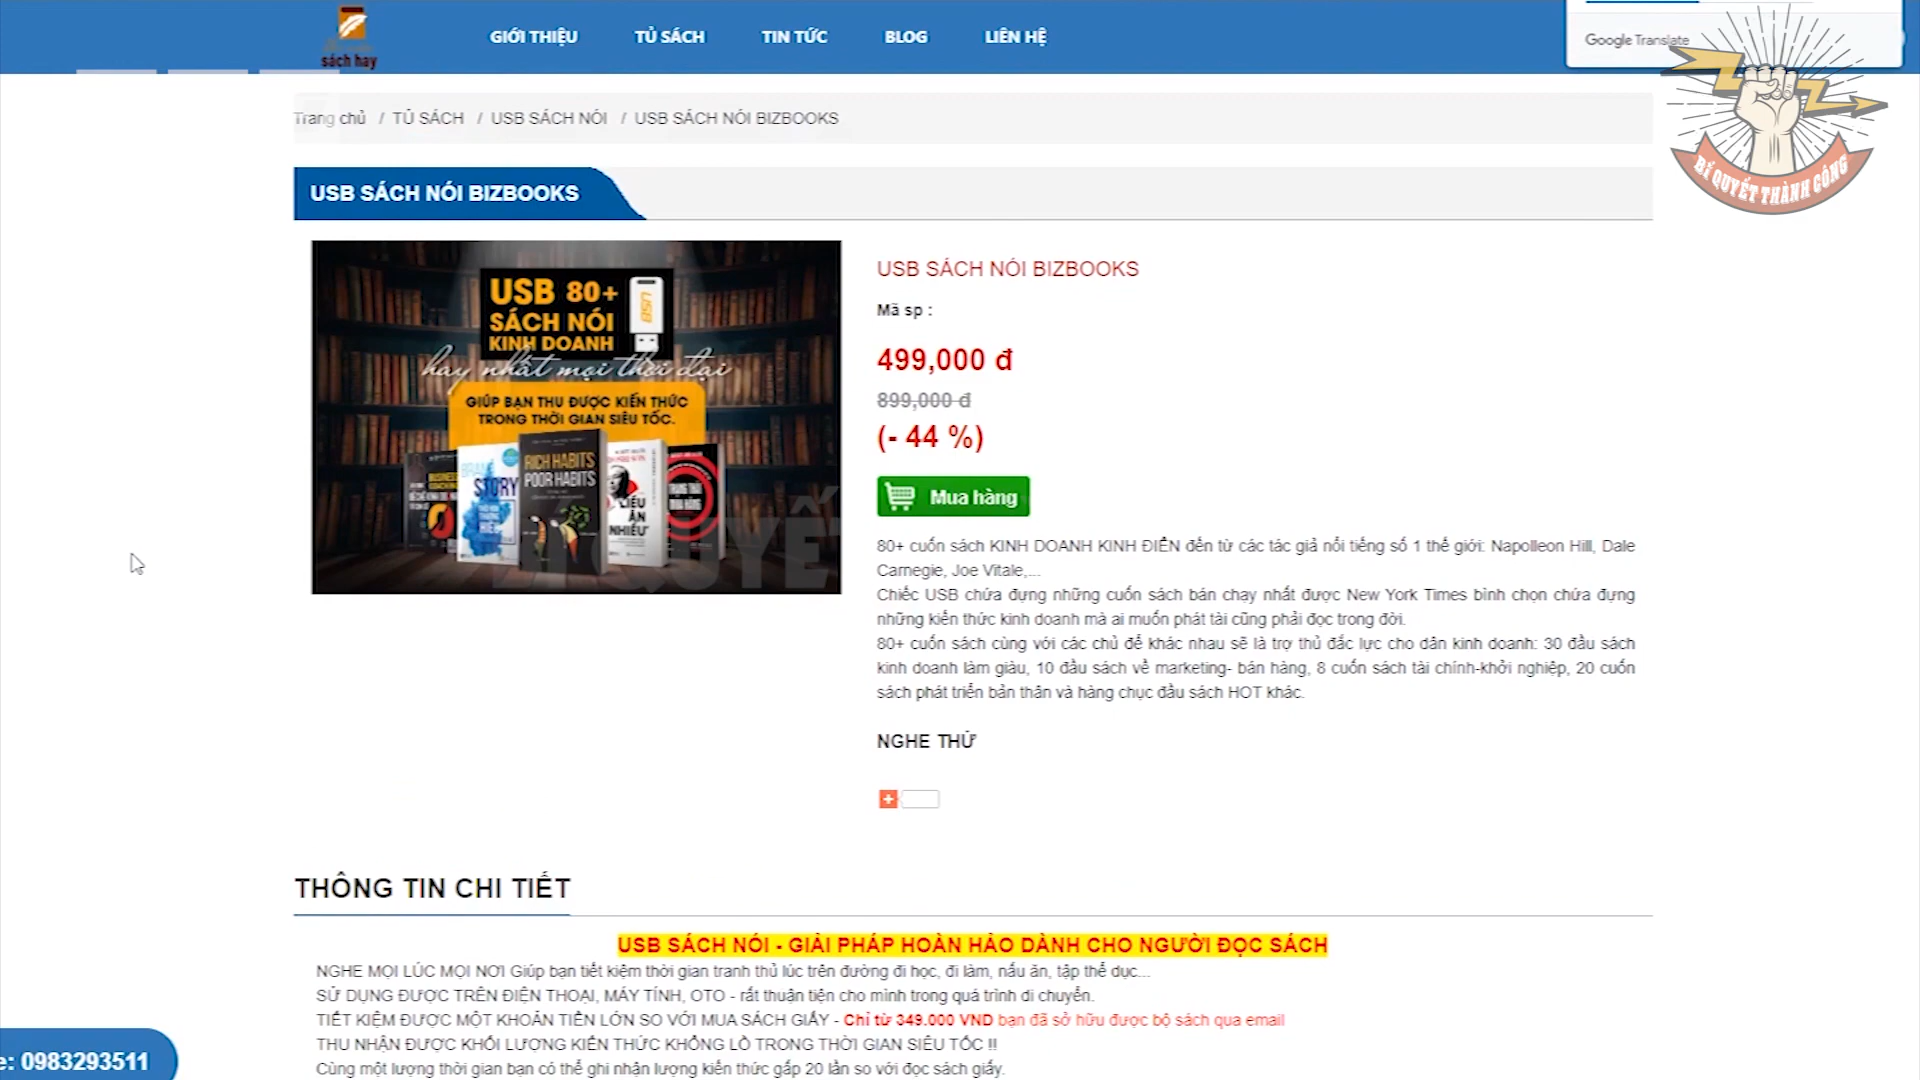 sách hay
GIỚI THIỆU
TỦ SÁCH
TIN TỨC
BLOG
LIÊN HỆ
Google Translate
BÍ QUYẾT THÀNH CÔNG
Trang chủ / TỦ SÁCH / USB SÁCH NÓI / USB SÁCH NÓI BIZBOOKS
USB SÁCH NÓI BIZBOOKS
USB 80+
SÁCH NÓI
KINH DOANH
USB
hay nhất mọi thời đại
GIÚP BẠN THU ĐƯỢC KIẾN THỨC
TRONG THỜI GIAN SIÊU TỐC.
STORY
RICH HABITS
POOR HABITS
LIỀU
ĂN
NHIỀU
BÍ QUYẾ
USB SÁCH NÓI BIZBOOKS
Mã sp :
499,000 đ
899,000 đ
(- 44 %)
Mua hàng
80+ cuốn sách KINH DOANH KINH ĐIỂN đến từ các tác giả nổi tiếng số 1 thế giới: Napolleon Hill, Dale
Carnegie, Joe Vitale,...
Chiếc USB chứa đựng những cuốn sách bán chạy nhất được New York Times bình chọn chứa đựng
những kiến thức kinh doanh mà ai muốn phát tài cũng phải đọc trong đời.
80+ cuốn sách cùng với các chủ đề khác nhau sẽ là trợ thủ đắc lực cho dân kinh doanh: 30 đầu sách
kinh doanh làm giàu, 10 đầu sách về marketing- bán hàng, 8 cuốn sách tài chính-khởi nghiệp, 20 cuốn
sách phát triển bản thân và hàng chục đầu sách HOT khác.
NGHE THỬ
THÔNG TIN CHI TIẾT
USB SÁCH NÓI - GIẢI PHÁP HOÀN HẢO DÀNH CHO NGƯỜI ĐỌC SÁCH
NGHE MỌI LÚC MỌI NƠI Giúp bạn tiết kiệm thời gian tranh thủ lúc trên đường đi học, đi làm, nấu ăn, tập thể dục...
SỬ DỤNG ĐƯỢC TRÊN ĐIỆN THOẠI, MÁY TÍNH, OTO - rất thuận tiện cho mình trong quá trình di chuyển.
TIẾT KIỆM ĐƯỢC MỘT KHOẢN TIỀN LỚN SO VỚI MUA SÁCH GIẤY - Chỉ từ 349.000 VND bạn đã sở hữu được bộ sách qua email
THU NHẬN ĐƯỢC KHỐI LƯỢNG KIẾN THỨC KHỔNG LỒ TRONG THỜI GIAN SIÊU TỐC !!
Cùng một lượng thời gian bạn có thể ghi nhận lượng kiến thức gấp 20 lần so với đọc sách giấy.
e: 0983293511